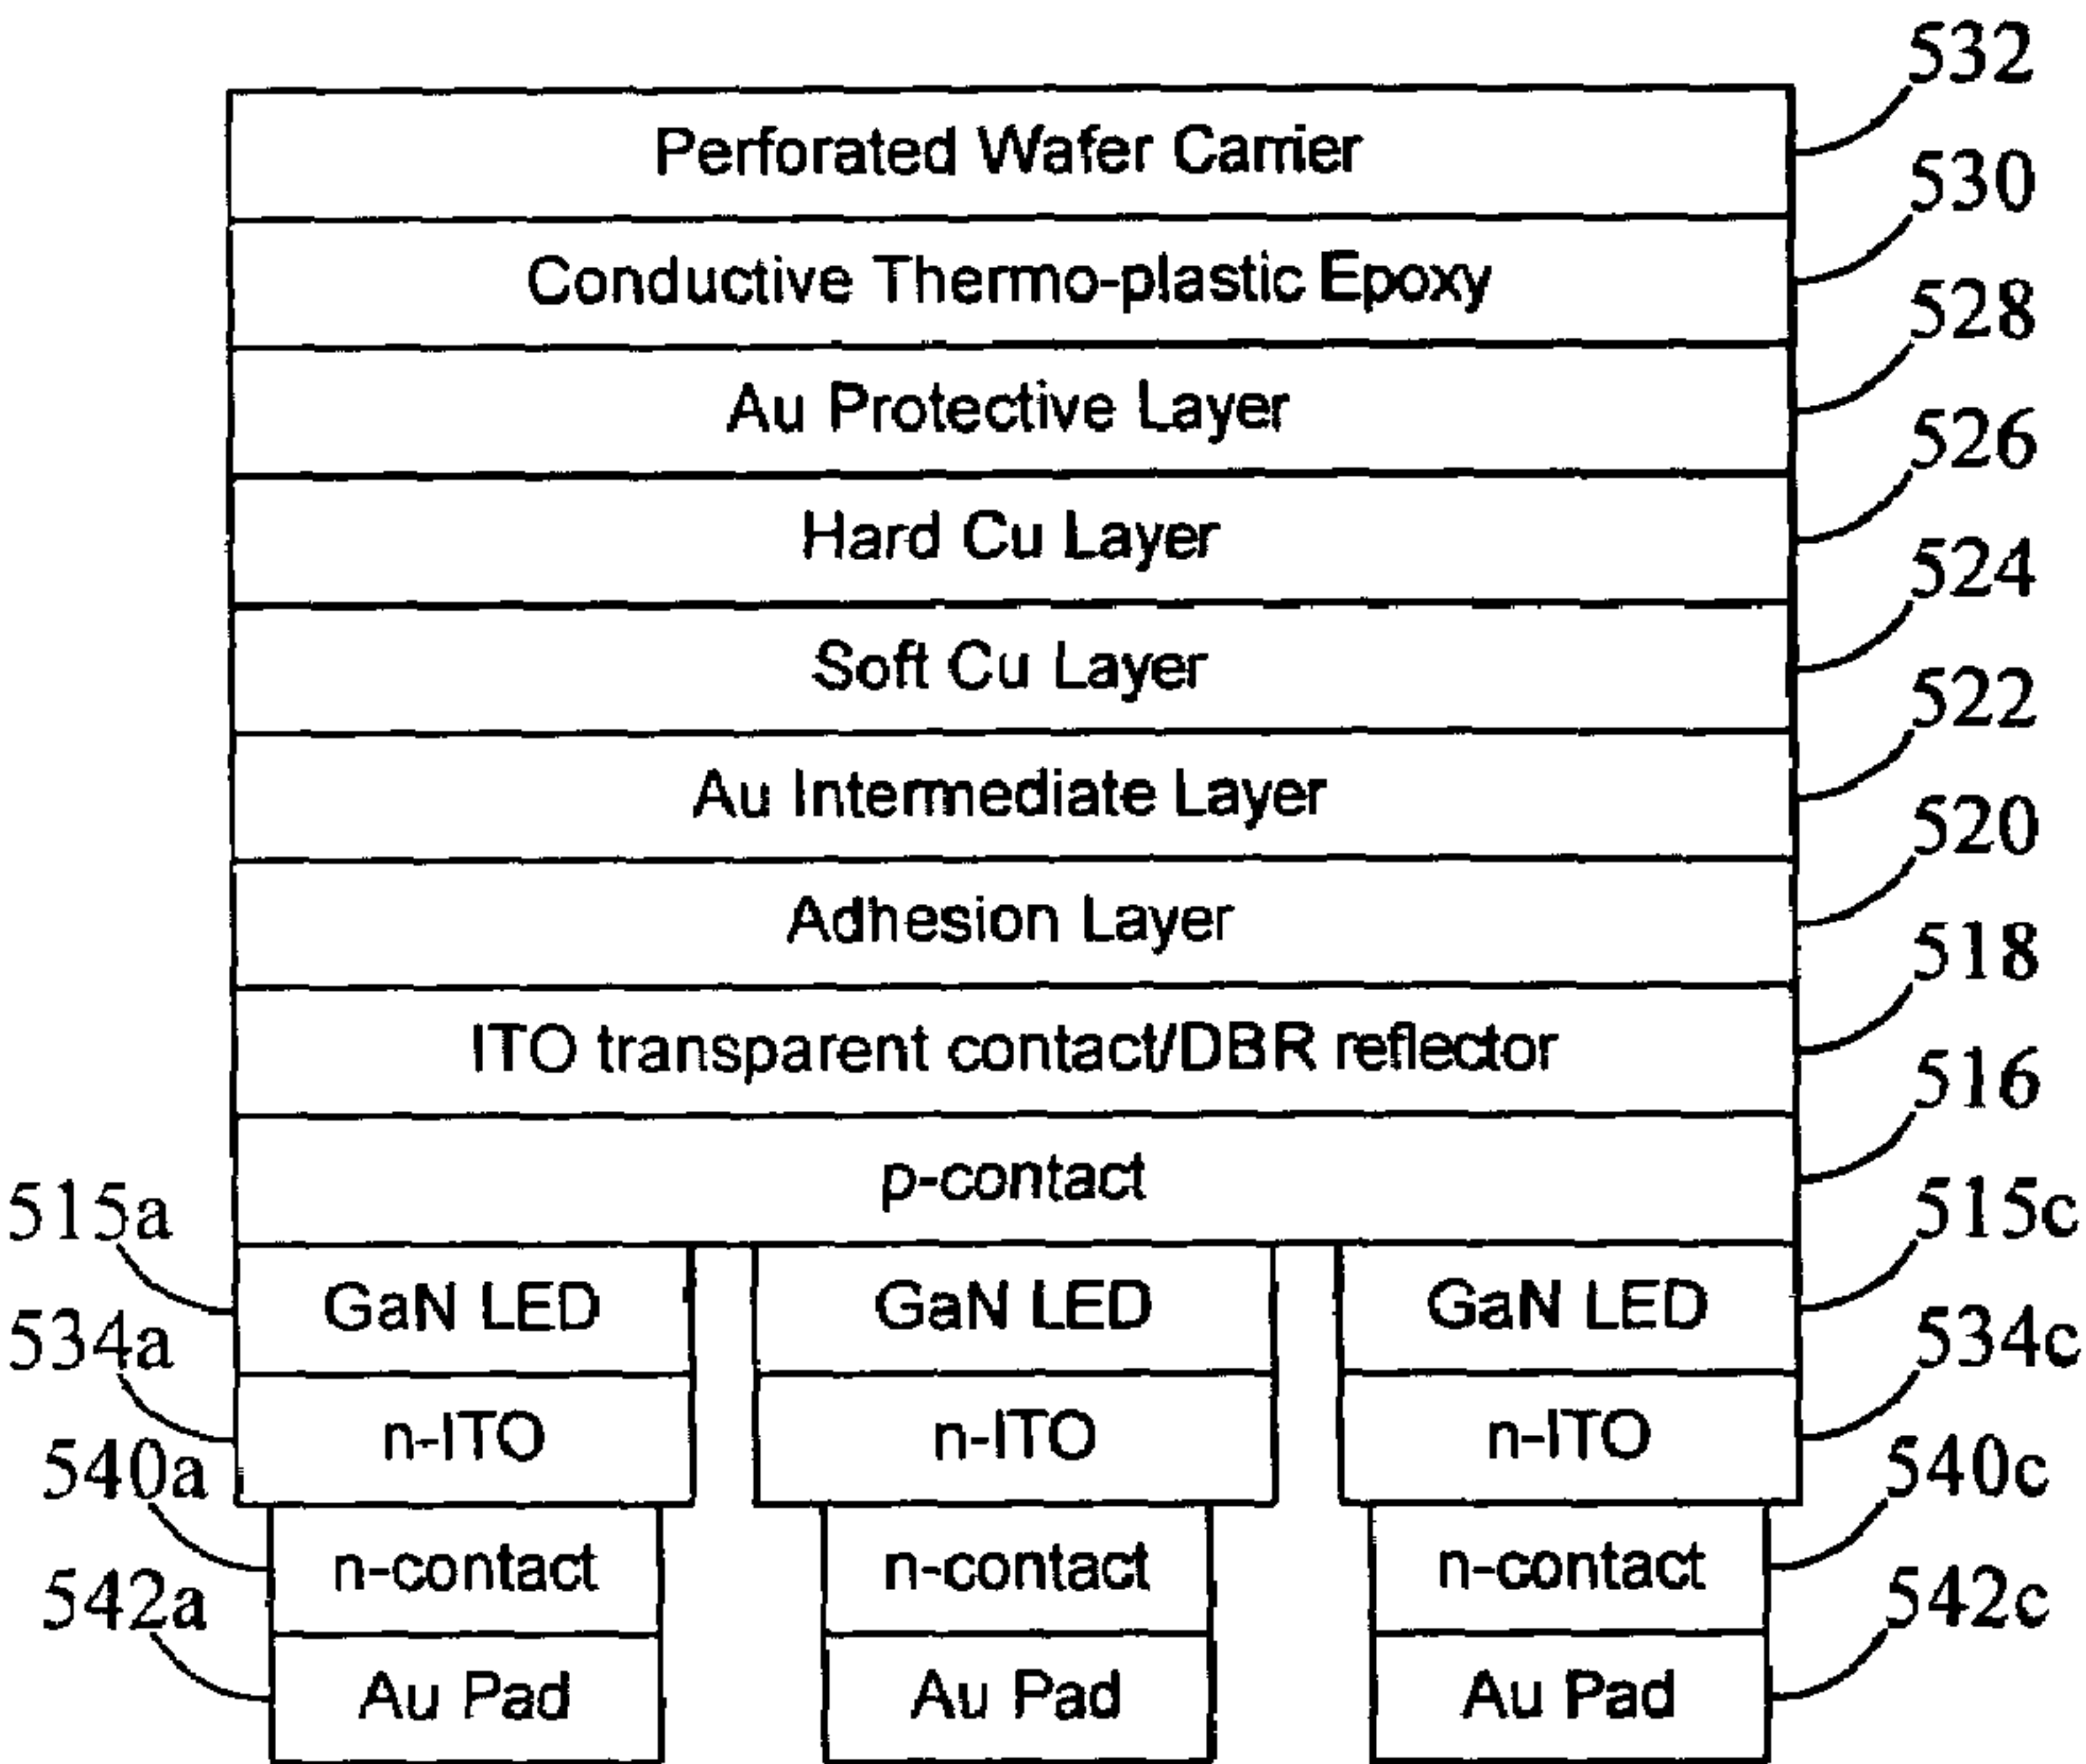 532
Perforated Wafer Carrier
530
Conductive Thermo-plastic Epoxy
528
Au Protective Layer
526
Hard Cu Layer
524
Soft Cu Layer
522
Au Intermediate Layer
520
Adhesion Layer
518
ITO transparent contact/DBR reflector
516
p-contact
515a
515c
GaN LED GaN LED GaN LED
534a
534c
n-ITO n-ITO n-ITO
540a
540c
n-contact n-contact n-contact
542a
542c
Au Pad Au Pad Au Pad